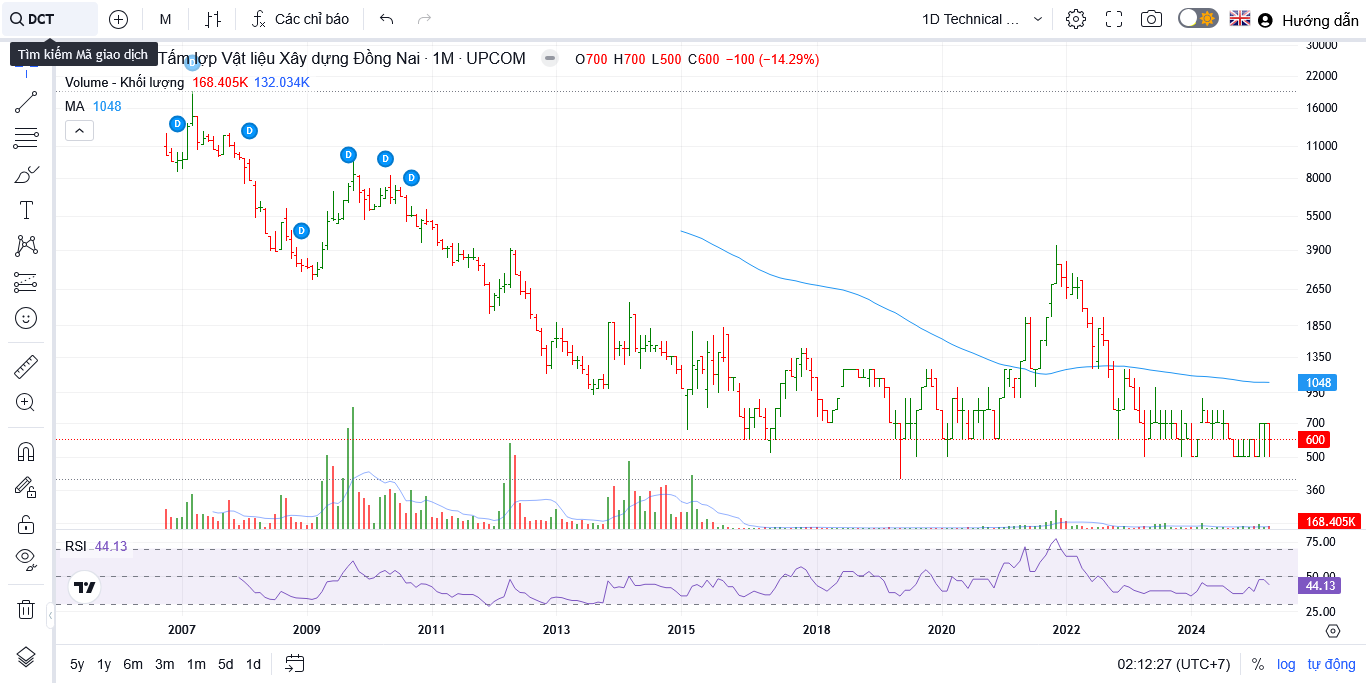 DCT
M
Các chỉ báo
1D Technical ...
Hướng dẫn
Tìm kiếm Mã giao dịch
Tấm lợp Vật liệu Xây dựng Đồng Nai · 1M · UPCOM
O700 H700 L500 C600 −100 (−14.29%)
Volume - Khối lượng 168.405K 132.034K
MA 1048
D
D
D
D
D
D
30000
22000
16000
11000
8000
5500
3900
2650
1850
1350
1048
950
700
600
500
360
168.405K
RSI 44.13
75.00
50.00
44.13
25.00
2007 2009 2011 2013 2015 2018 2020 2022 2024
5y 1y 6m 3m 1m 5d 1d
02:12:27 (UTC+7)
% log tự động